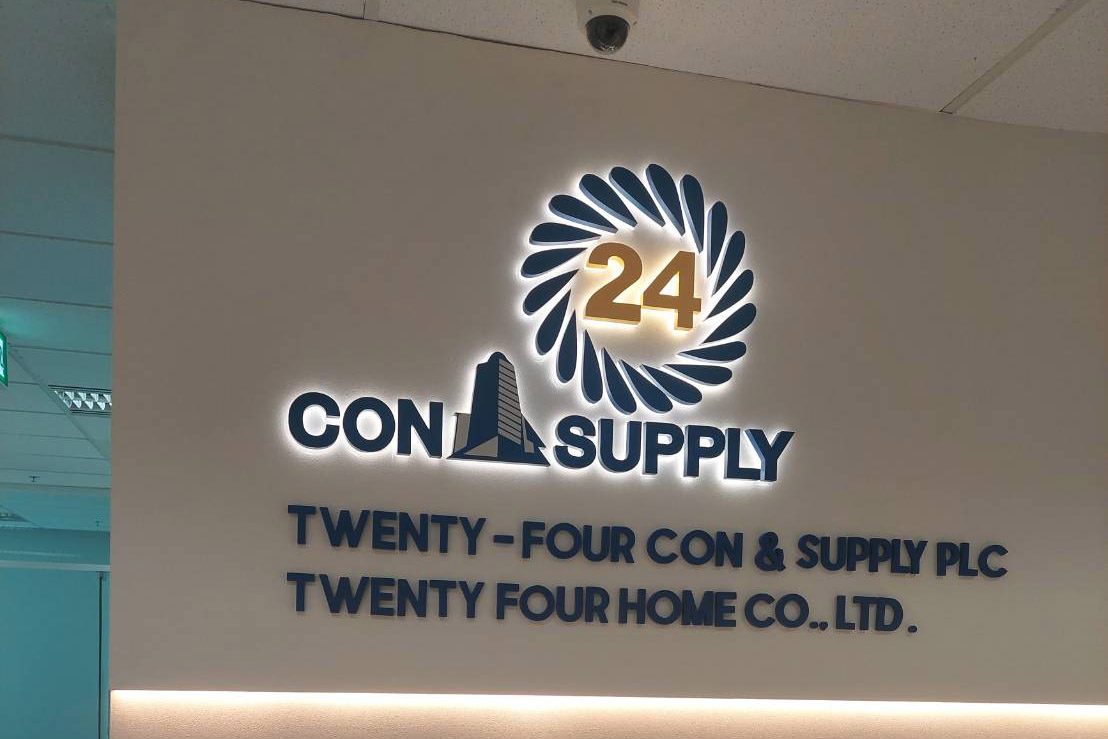 24
CON SUPPLY
TWENTY-FOUR CON & SUPPLY PLC
TWENTY FOUR HOME CO., LTD.